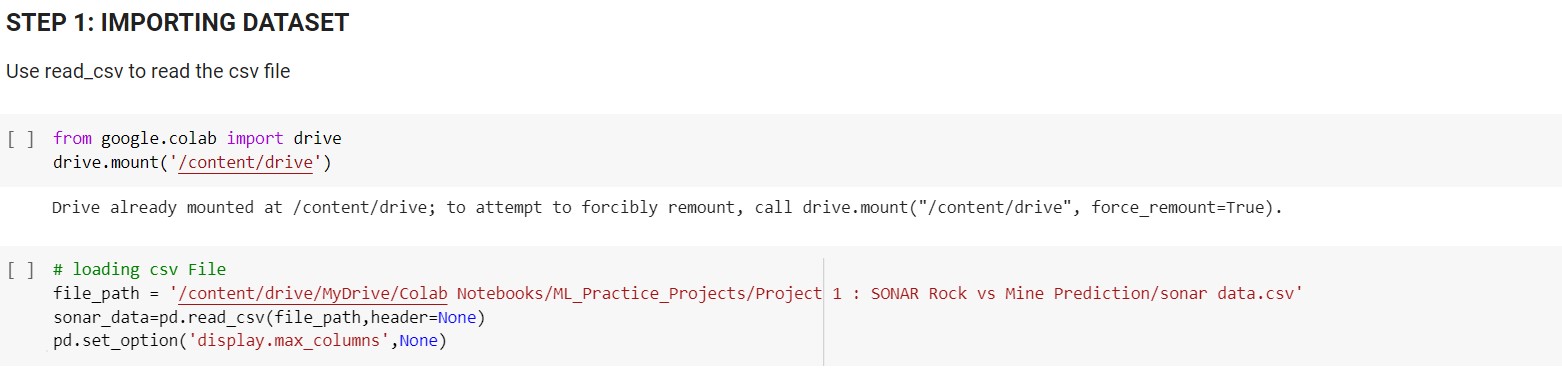 STEP 1: IMPORTING DATASET
Use read_csv to read the csv file
[ ] from google.colab import drive
drive.mount('/content/drive')
Drive already mounted at /content/drive; to attempt to forcibly remount, call drive.mount("/content/drive", force_remount=True).
[ ] # loading csv File
file_path = '/content/drive/MyDrive/Colab Notebooks/ML_Practice_Projects/Project 1 : SONAR Rock vs Mine Prediction/sonar data.csv'
sonar_data=pd.read_csv(file_path,header=None)
pd.set_option('display.max_columns',None)